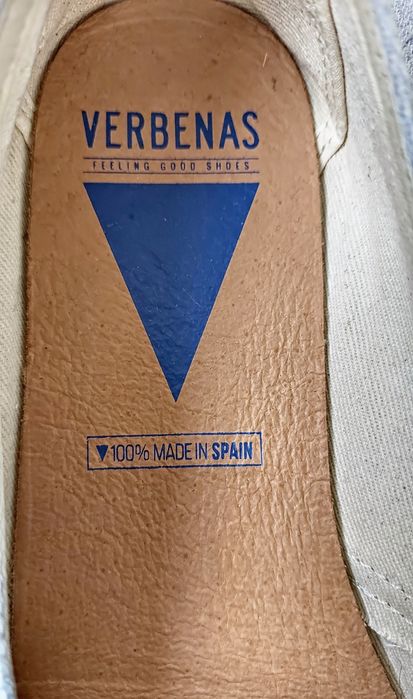 VERBENAS
FEELING GOOD SHOES
100% MADE IN SPAIN